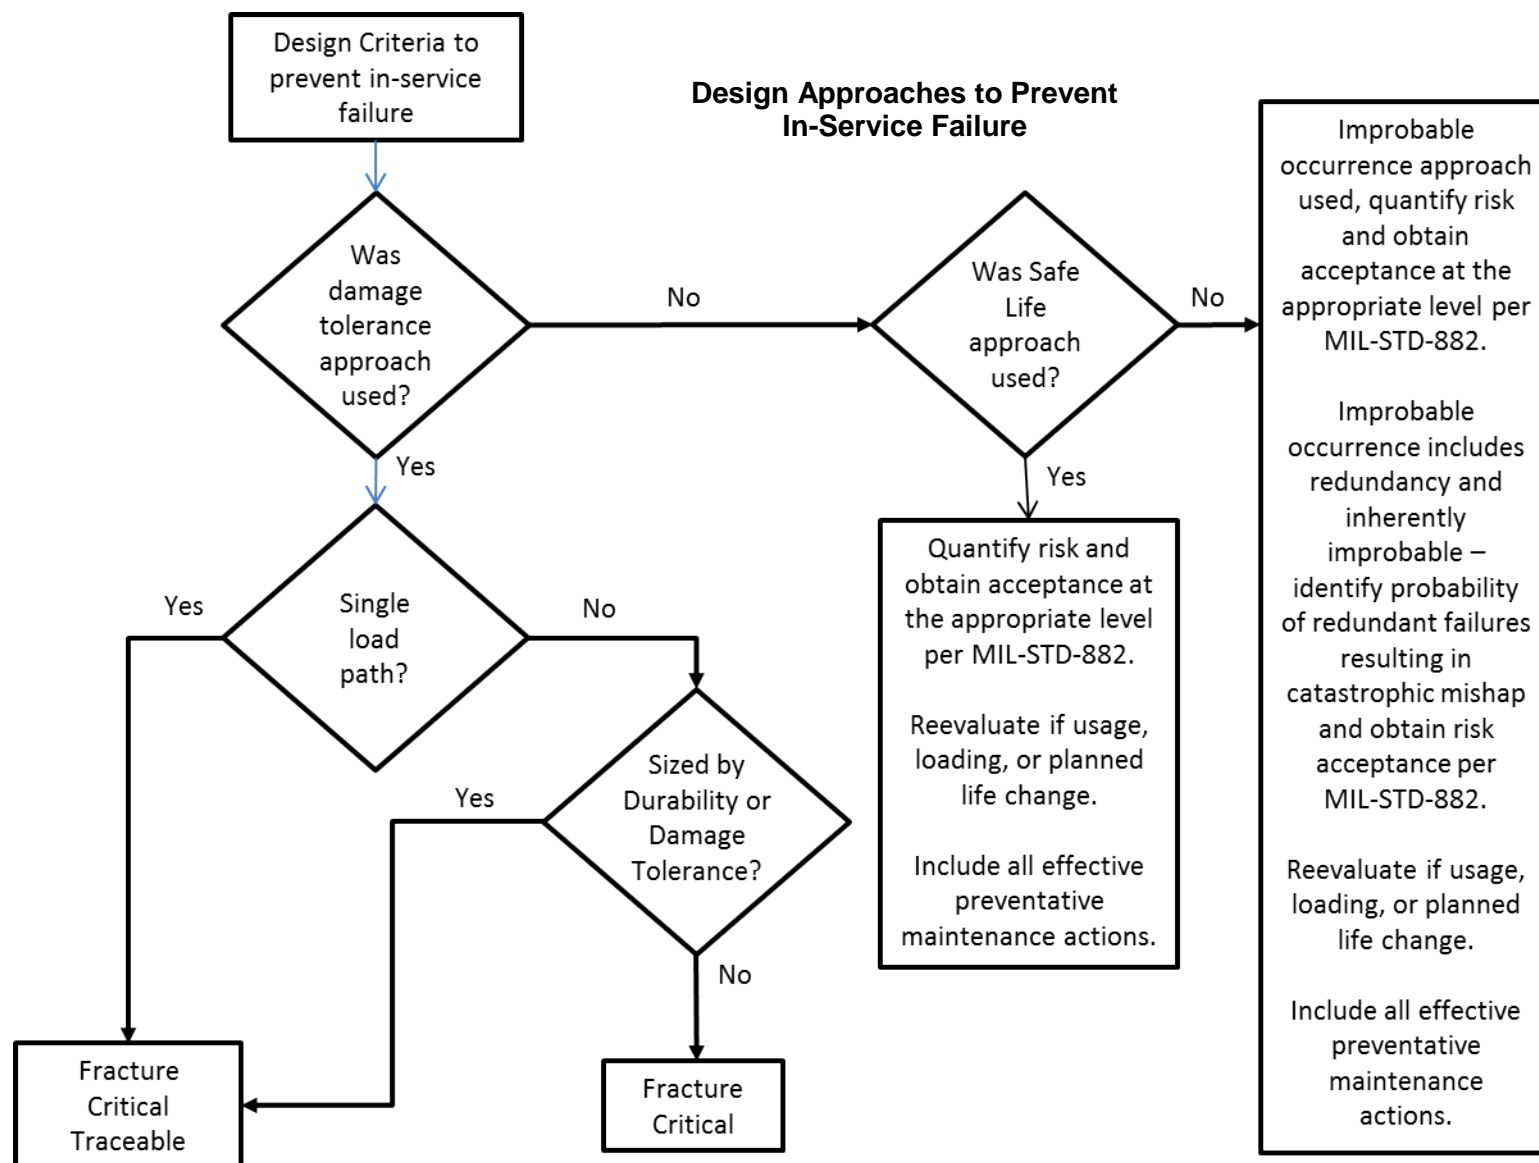 Design Criteria to
prevent in-service
failure
Design Approaches to Prevent
In-Service Failure
Was
damage
tolerance
approach
used?
No
Was Safe
Life
approach
used?
No
Improbable
occurrence approach
used, quantify risk
and obtain
acceptance at the
appropriate level per
MIL-STD-882.
Improbable
occurrence includes
redundancy and
inherently
improbable –
identify probability
of redundant failures
resulting in
catastrophic mishap
and obtain risk
acceptance per
MIL-STD-882.
Reevaluate if usage,
loading, or planned
life change.
Include all effective
preventative
maintenance
actions.
Yes
Yes
Quantify risk and
obtain acceptance at
the appropriate level
per MIL-STD-882.
Reevaluate if usage,
loading, or planned
life change.
Include all effective
preventative
maintenance actions.
Yes
Single
load
path?
No
Yes
Sized by
Durability or
Damage
Tolerance?
No
Fracture
Critical
Traceable
Fracture
Critical